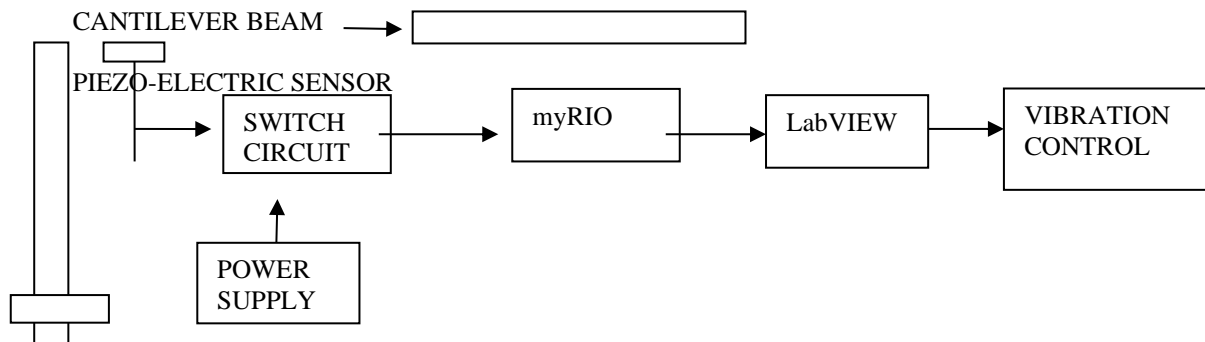 CANTILEVER BEAM
PIEZO-ELECTRIC SENSOR
SWITCH
CIRCUIT
myRIO
LabVIEW
VIBRATION
CONTROL
POWER
SUPPLY